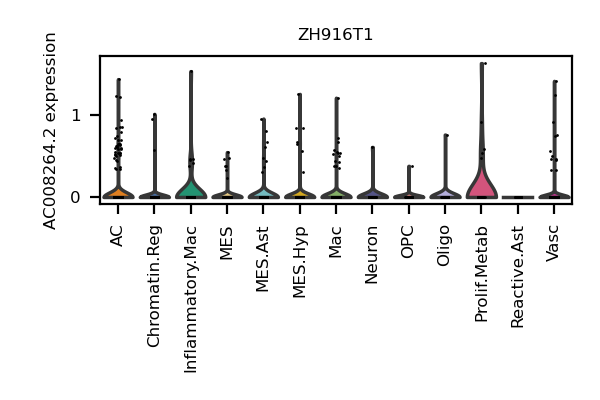 ZH916T1
AC008264.2 expression
1
0
AC
Chromatin.Reg
Inflammatory.Mac
MES
MES.Ast
MES.Hyp
Mac
Neuron
OPC
Oligo
Prolif.Metab
Reactive.Ast
Vasc